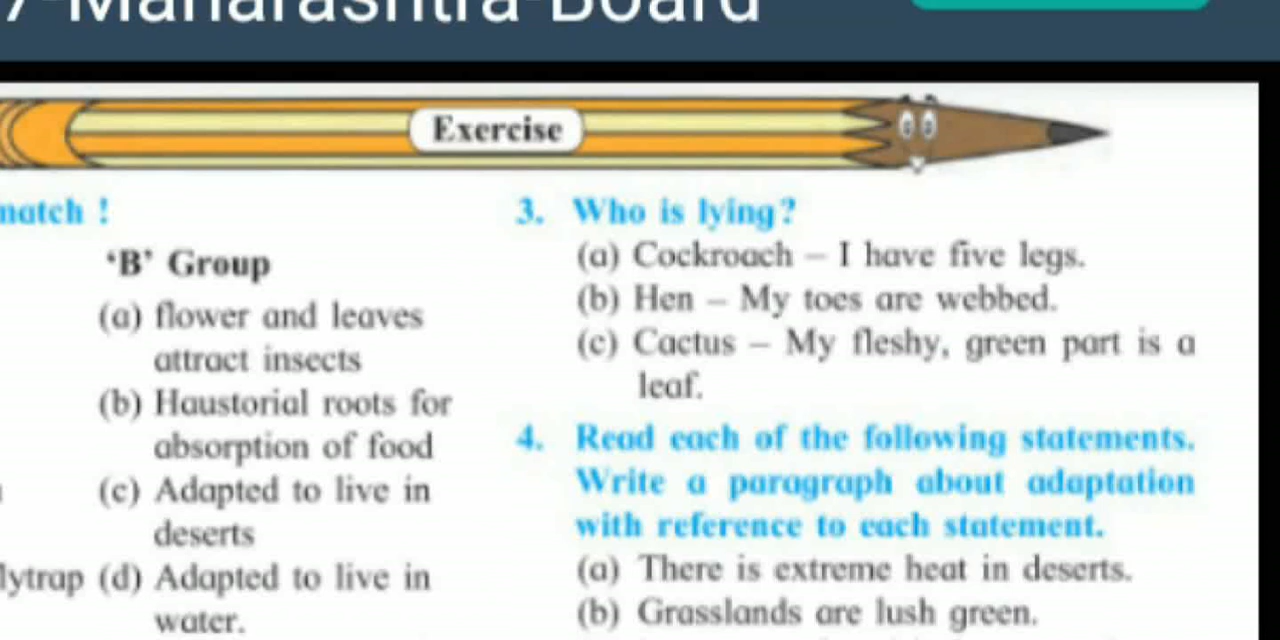 7-Maharashtra-Board
Exercise
match !
'B' Group
(a) flower and leaves
attract insects
(b) Haustorial roots for
absorption of food
(c) Adapted to live in
deserts
lytrap (d) Adapted to live in
water.
3. Who is lying?
(a) Cockroach – I have five legs.
(b) Hen – My toes are webbed.
(c) Cactus – My fleshy, green part is a
leaf.
4. Read each of the following statements.
Write a paragraph about adaptation
with reference to each statement.
(a) There is extreme heat in deserts.
(b) Grasslands are lush green.